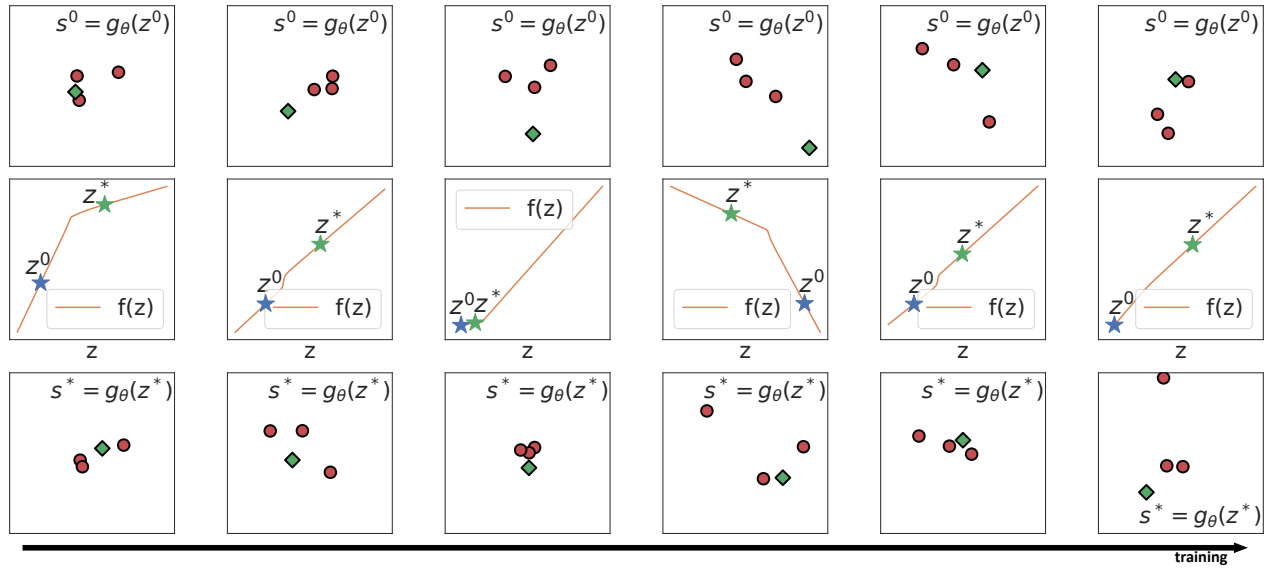 s⁰ = g_θ(z⁰)
s⁰ = g_θ(z⁰)
s⁰ = g_θ(z⁰)
s⁰ = g_θ(z⁰)
s⁰ = g_θ(z⁰)
s⁰ = g_θ(z⁰)
z*
z⁰
f(z)
z
z*
z⁰
f(z)
z
f(z)
z⁰
z*
z
z*
z⁰
f(z)
z
z*
z⁰
f(z)
z
z*
z⁰
f(z)
z
s* = g_θ(z*)
s* = g_θ(z*)
s* = g_θ(z*)
s* = g_θ(z*)
s* = g_θ(z*)
s* = g_θ(z*)
training